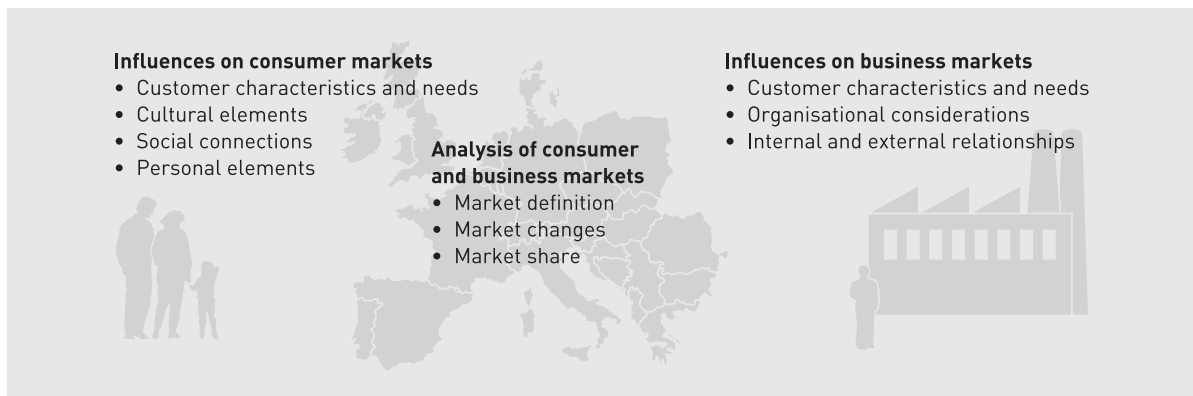 Influences on consumer markets
• Customer characteristics and needs
• Cultural elements
• Social connections
• Personal elements
Analysis of consumer
and business markets
• Market definition
• Market changes
• Market share
Influences on business markets
• Customer characteristics and needs
• Organisational considerations
• Internal and external relationships